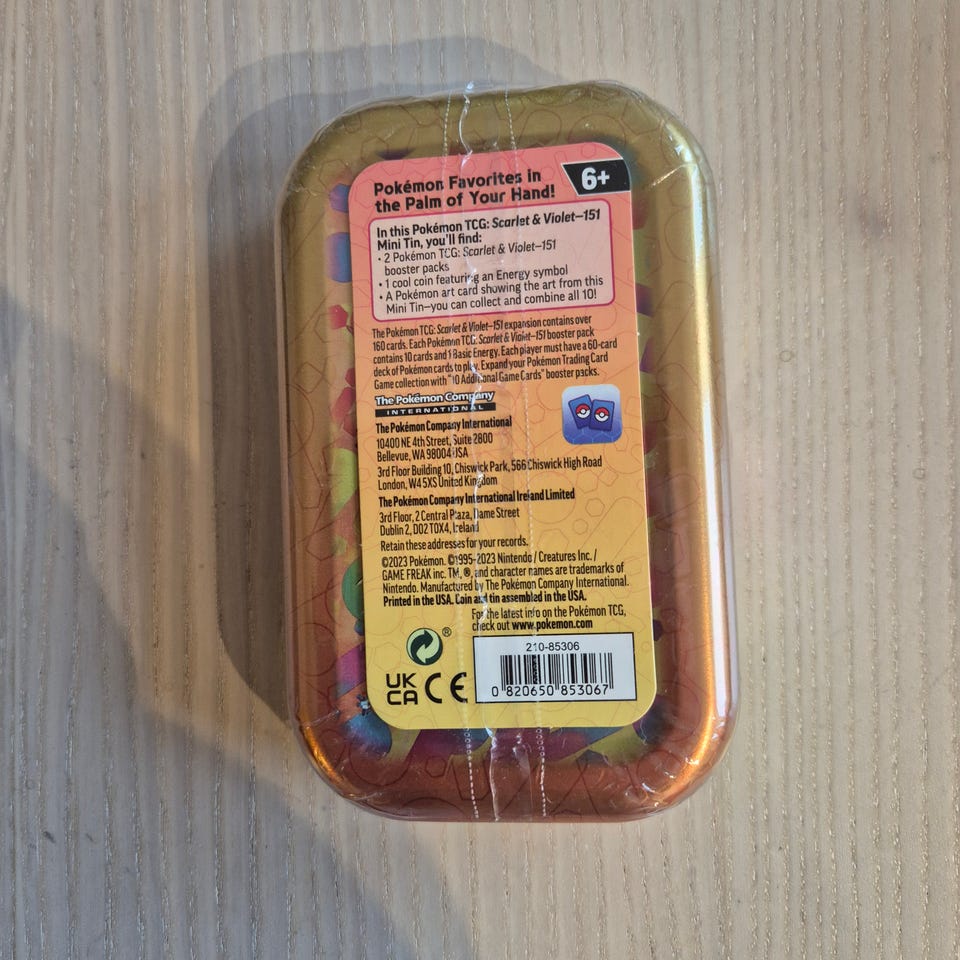 Pokémon Favorites in
the Palm of Your Hand!
6+
In this Pokémon TCG: Scarlet & Violet—151
Mini Tin, you'll find:
• 2 Pokémon TCG: Scarlet & Violet—151
booster packs
• 1 cool coin featuring an Energy symbol
• A Pokémon art card showing the art from this
Mini Tin—you can collect and combine all 10!
The Pokémon TCG: Scarlet & Violet—151 expansion contains over
160 cards. Each Pokémon TCG: Scarlet & Violet—151 booster pack
contains 10 cards and 1 Basic Energy. Each player must have a 60-card
deck of Pokémon cards to play. Expand your Pokémon Trading Card
Game collection with "10 Additional Game Cards" booster packs.
The Pokémon Company
INTERNATIONAL
The Pokémon Company International
10400 NE 4th Street, Suite 2800
Bellevue, WA 98004 USA
3rd Floor Building 10, Chiswick Park, 566 Chiswick High Road
London, W4 5XS United Kingdom
The Pokémon Company International Ireland Limited
3rd Floor, 2 Central Plaza, Dame Street
Dublin 2, D02 T0X4, Ireland
Retain these addresses for your records.
©2023 Pokémon. ©1995–2023 Nintendo / Creatures Inc. /
GAME FREAK inc. TM, ®, and character names are trademarks of
Nintendo. Manufactured by The Pokémon Company International.
Printed in the USA. Coin and tin assembled in the USA.
For the latest info on the Pokémon TCG,
check out www.pokemon.com
®
UK
CA CE
210-85306
0 820650 853067